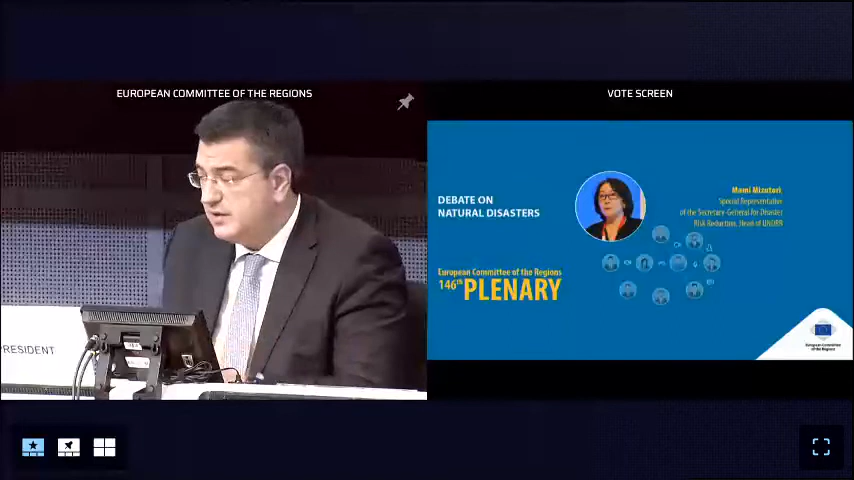 EUROPEAN COMMITTEE OF THE REGIONS
VOTE SCREEN
DEBATE ON
NATURAL DISASTERS
Mami Mizutori
Special Representative
of the Secretary-General for Disaster
Risk Reduction, Head of UNDRR
European Committee of the Regions
146th PLENARY
PRESIDENT
European Committee
of the Regions